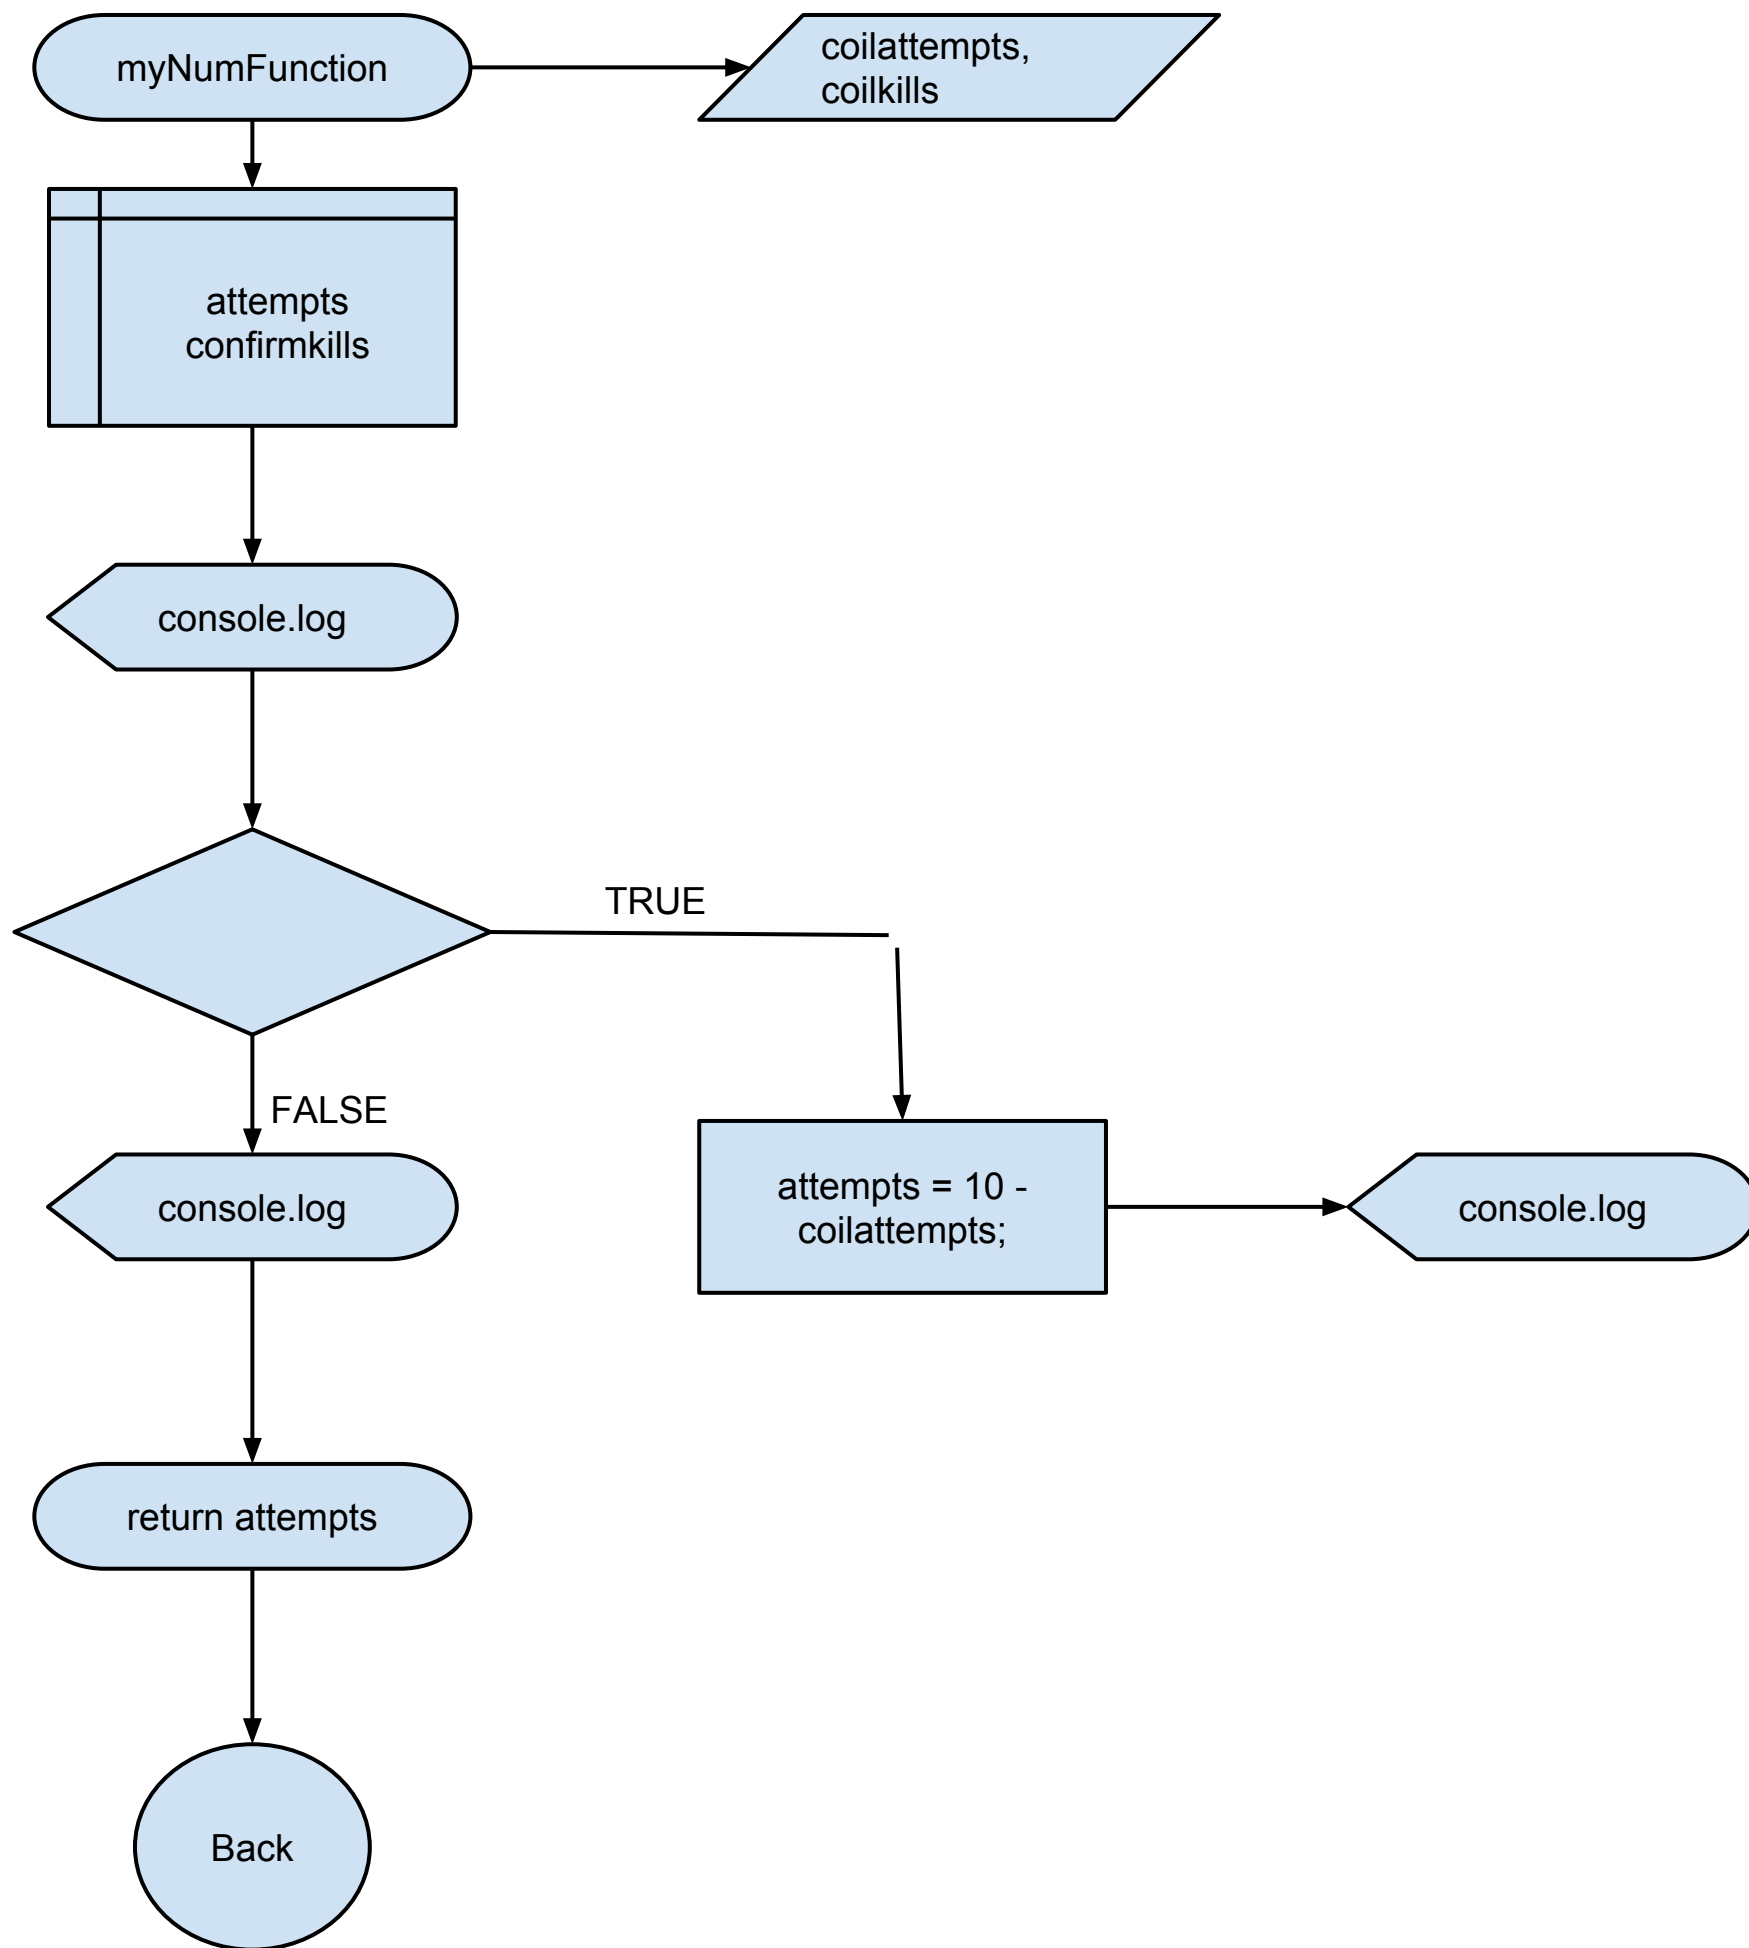 myNumFunction
coilattempts,
coilkills
attempts
confirmkills
console.log
TRUE
FALSE
console.log
attempts = 10 -
coilattempts;
console.log
return attempts
Back